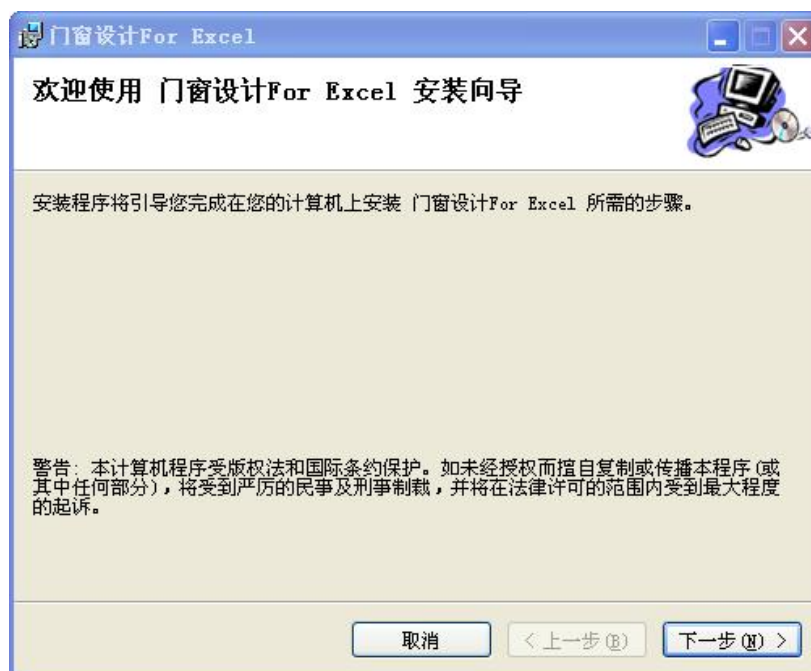 门窗设计For Excel
欢迎使用 门窗设计For Excel 安装向导
安装程序将引导您完成在您的计算机上安装 门窗设计For Excel 所需的步骤。
警告: 本计算机程序受版权法和国际条约保护。如未经授权而擅自复制或传播本程序(或
其中任何部分)，将受到严厉的民事及刑事制裁，并将在法律许可的范围内受到最大程度
的起诉。
取消 < 上一步(B) 下一步(N) >